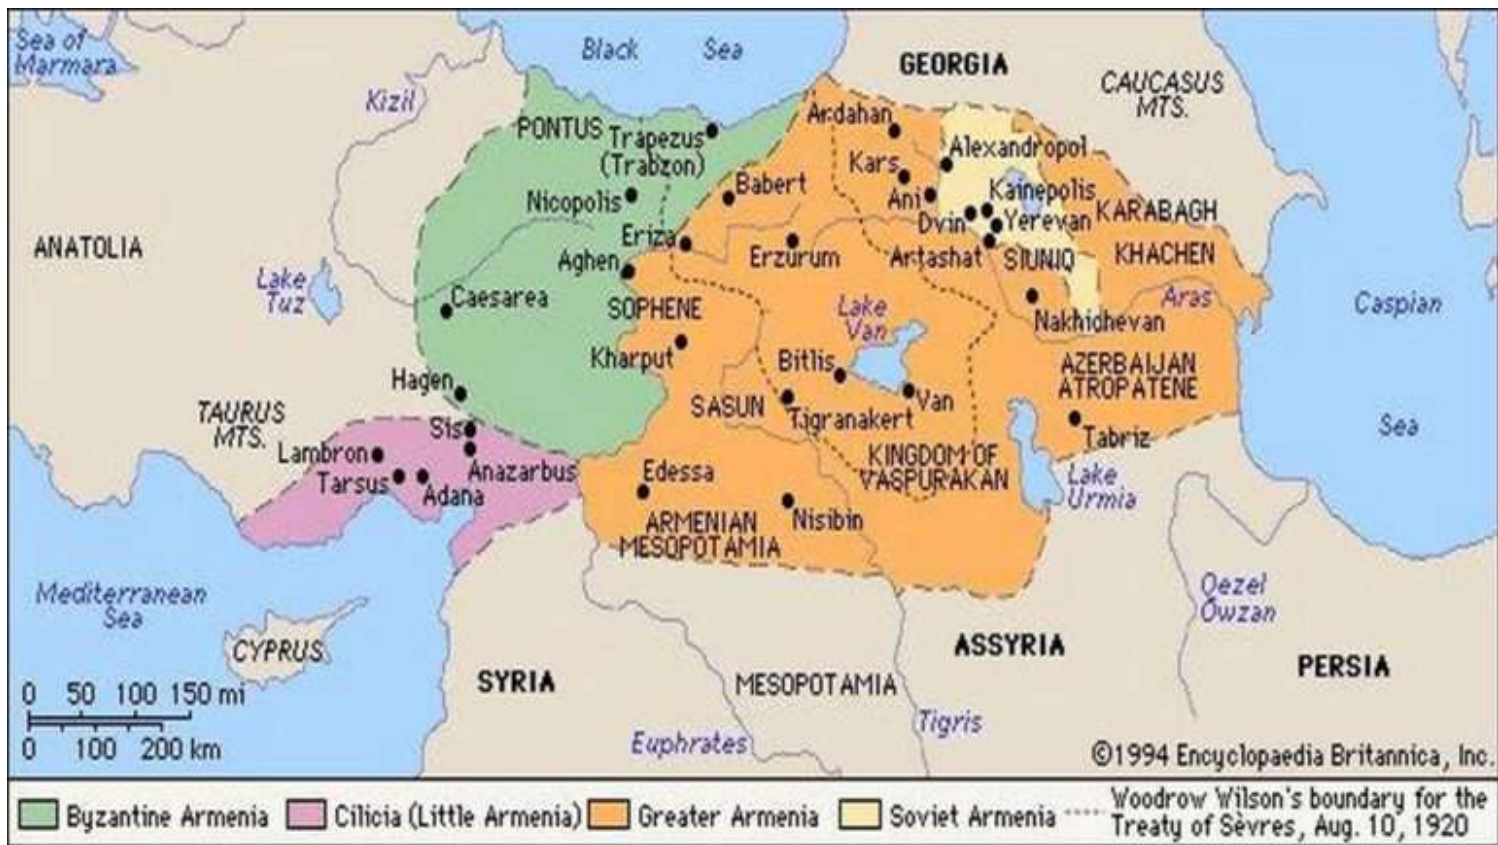 Sea of
Marmara
Black Sea
GEORGIA
CAUCASUS
MTS.
Kizil
PONTUS
Trapezus
(Trabzon)
Ardahan
Alexandropol
Kars
Babert
Nicopolis
Ani
Kainepolis
Dvin
Yerevan
KARABAGH
ANATOLIA
Eriza
Erzurum
Artashat
SIUNIQ
KHACHEN
Aghen
Lake
Tuz
Caesarea
SOPHENE
Lake
Van
Aras
Caspian
Sea
Nakhidhevan
Kharput
Bitlis
AZERBAIJAN
ATROPATENE
Hagen
TAURUS
MTS.
SASUN
Tigranakert
Van
Tabriz
Sis
Lambron
Anazarbus
Tarsus
Adana
Edessa
KINGDOM OF
VASPURAKAN
Lake
Urmia
Nisibin
ARMENIAN
MESOPOTAMIA
Mediterranean
Sea
CYPRUS
Qezel
Owzan
ASSYRIA
PERSIA
SYRIA
MESOPOTAMIA
Tigris
Euphrates
0 50 100 150 mi
0 100 200 km
©1994 Encyclopaedia Britannica, Inc.
Byzantine Armenia
Cilicia (Little Armenia)
Greater Armenia
Soviet Armenia
Woodrow Wilson's boundary for the
Treaty of Sèvres, Aug. 10, 1920